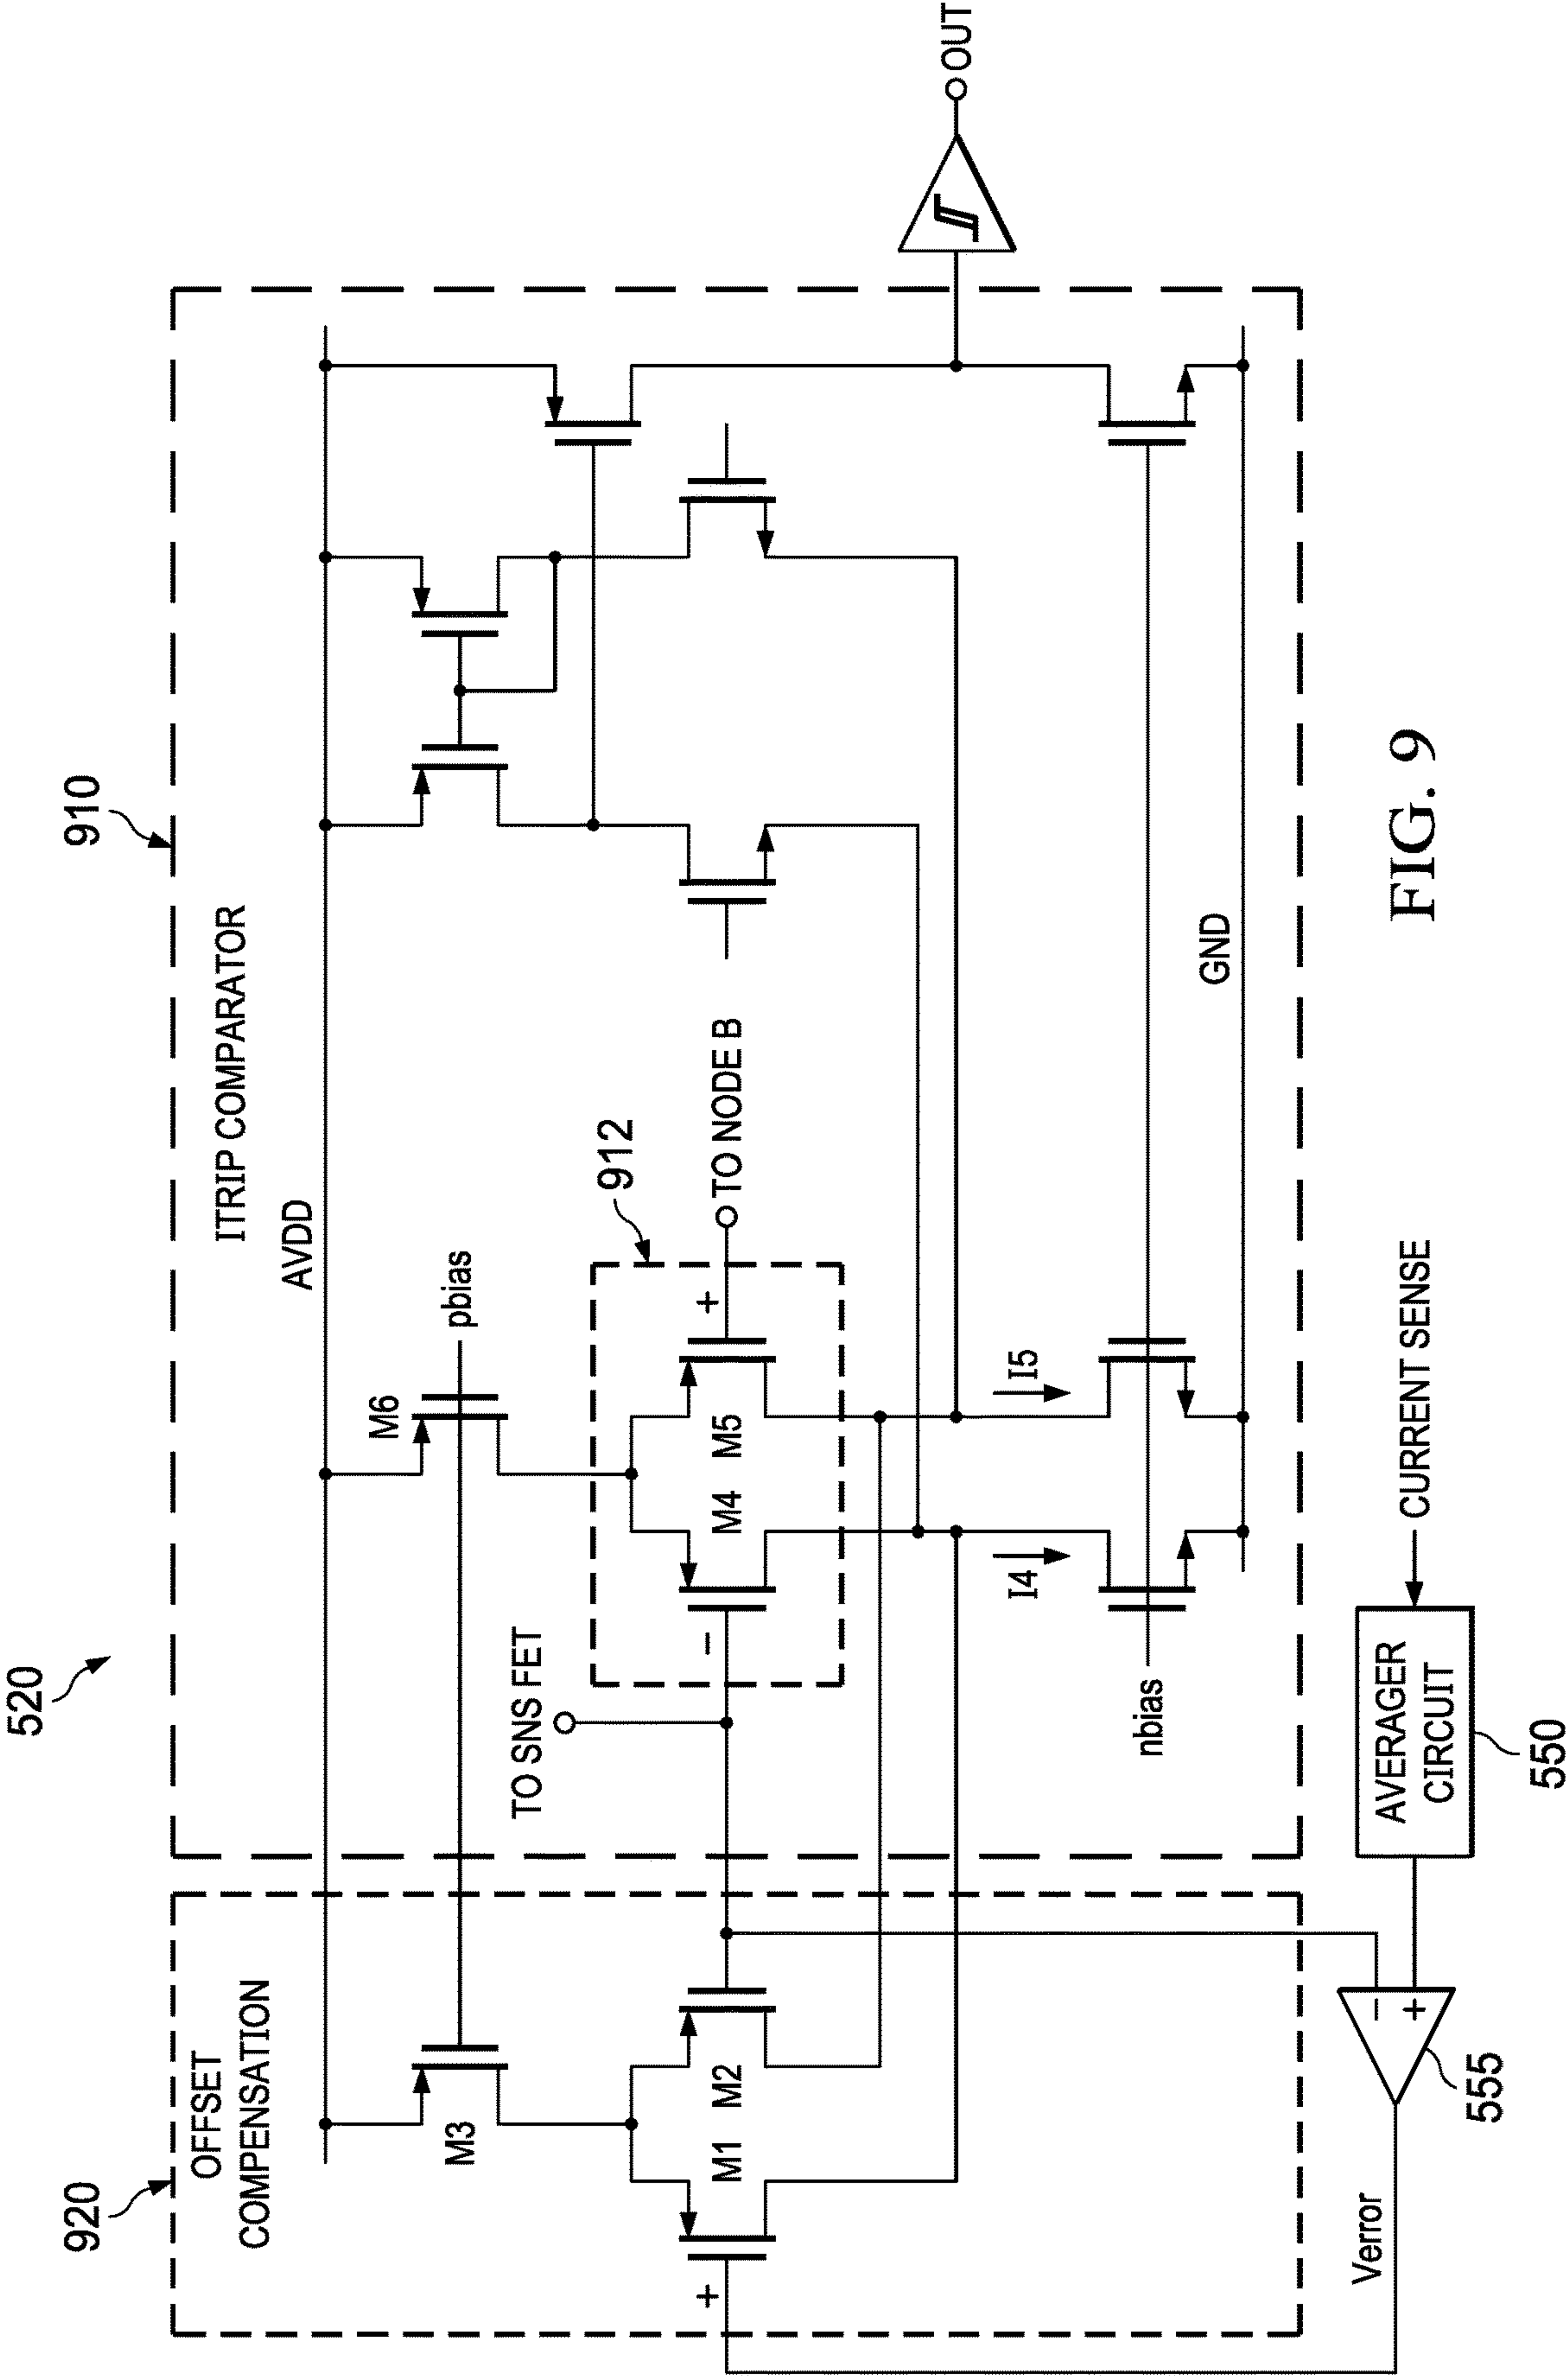 520
920
OFFSET
COMPENSATION
910
ITRIP COMPARATOR
AVDD
M3
M6
pbias
TO SNS FET
912
+
M1
M2
−
M4
M5
+
TO NODE B
I4
I5
nbias
GND
OUT
Verror
555
−
+
AVERAGER
CIRCUIT
550
CURRENT SENSE
FIG. 9